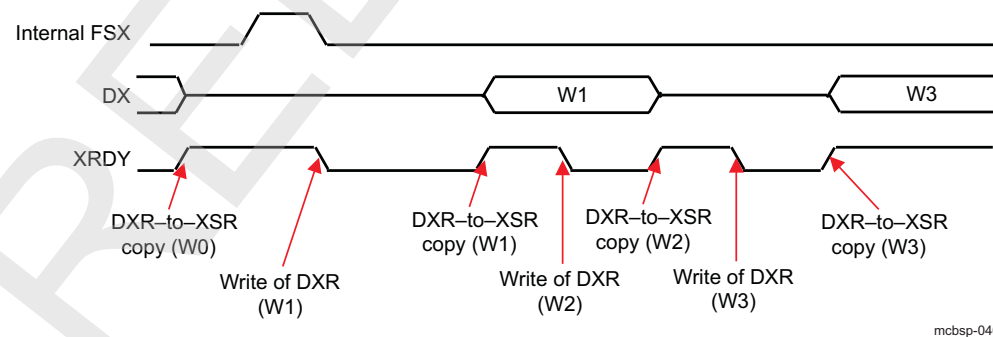 Internal FSX
DX
W1
W3
XRDY
DXR–to–XSR
copy (W0)
Write of DXR
(W1)
DXR–to–XSR
copy (W1)
Write of DXR
(W2)
DXR–to–XSR
copy (W2)
Write of DXR
(W3)
DXR–to–XSR
copy (W3)